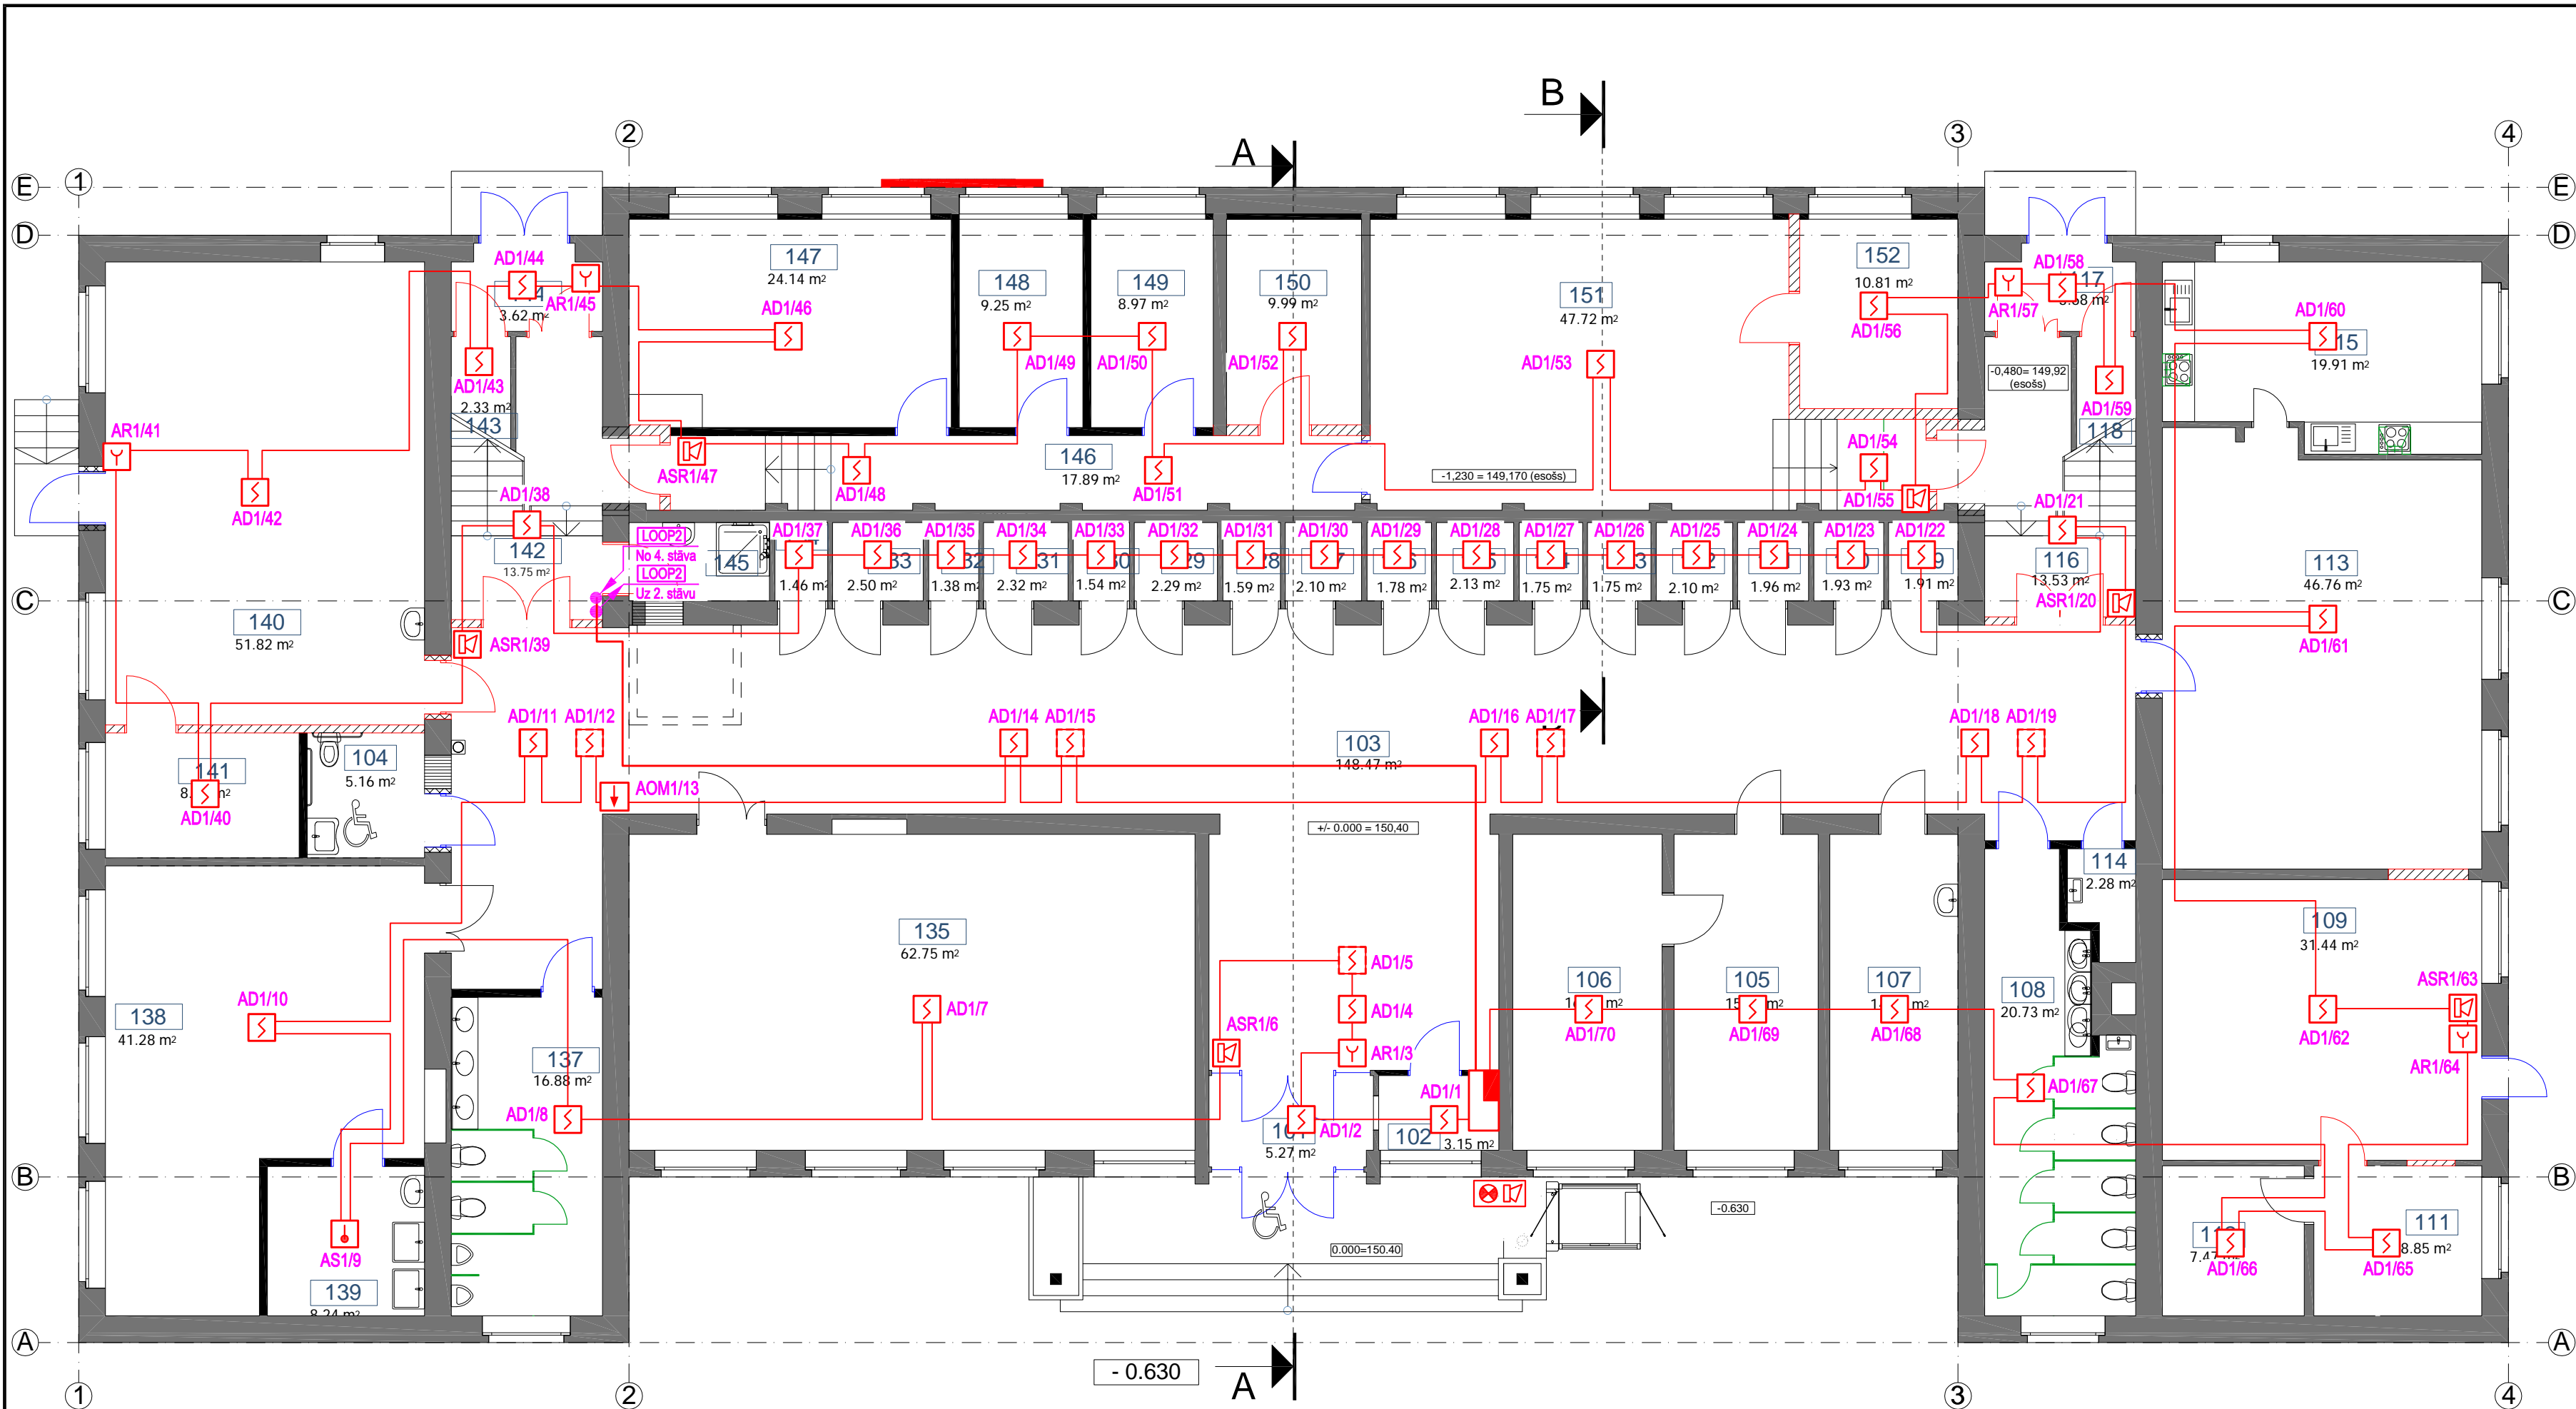 B
2
3
4
A
1
E
E
D
D
147
24.14 m²
148
9.25 m²
149
8.97 m²
150
9.99 m²
151
47.72 m²
152
10.81 m²
AD1/44
3.62 m²
AR1/45
AD1/46
AD1/49
AD1/50
AD1/52
AD1/53
AD1/56
AR1/57
AD1/58
AD1/60
19.91 m²
-0,480= 149,92
(esošs)
AD1/43
2.33 m²
143
AD1/59
118
AR1/41
AD1/42
AD1/38
142
13.75 m²
ASR1/47
AD1/48
146
17.89 m²
AD1/51
-1,230 = 149,170 (esošs)
AD1/54
AD1/55
AD1/21
116
13.53 m²
ASR1/20
113
46.76 m²
LOOP2
No 4. stāva
LOOP2
Uz 2. stāvu
145
AD1/37
AD1/36
AD1/35
AD1/34
AD1/33
AD1/32
AD1/31
AD1/30
AD1/29
AD1/28
AD1/27
AD1/26
AD1/25
AD1/24
AD1/23
AD1/22
1.46 m²
2.50 m²
1.38 m²
2.32 m²
1.54 m²
2.29 m²
1.59 m²
2.10 m²
1.78 m²
2.13 m²
1.75 m²
1.75 m²
2.10 m²
1.96 m²
1.93 m²
1.91 m²
C
C
140
51.82 m²
ASR1/39
AD1/61
AD1/11
AD1/12
AD1/14
AD1/15
AD1/16
AD1/17
AD1/18
AD1/19
103
148.47 m²
141
AD1/40
104
5.16 m²
AOM1/13
+/- 0.000 = 150,40
114
2.28 m²
135
62.75 m²
109
31.44 m²
AD1/10
138
41.28 m²
AD1/7
AD1/5
AD1/4
ASR1/6
AR1/3
106
AD1/70
105
AD1/69
107
AD1/68
108
20.73 m²
AD1/62
ASR1/63
AR1/64
137
16.88 m²
AD1/8
AD1/1
AD1/2
5.27 m²
102
3.15 m²
AD1/67
B
B
-0.630
0.000=150.40
AS1/9
139
8.24 m²
AD1/66
111
8.85 m²
AD1/65
A
A
- 0.630
A
1
2
3
4